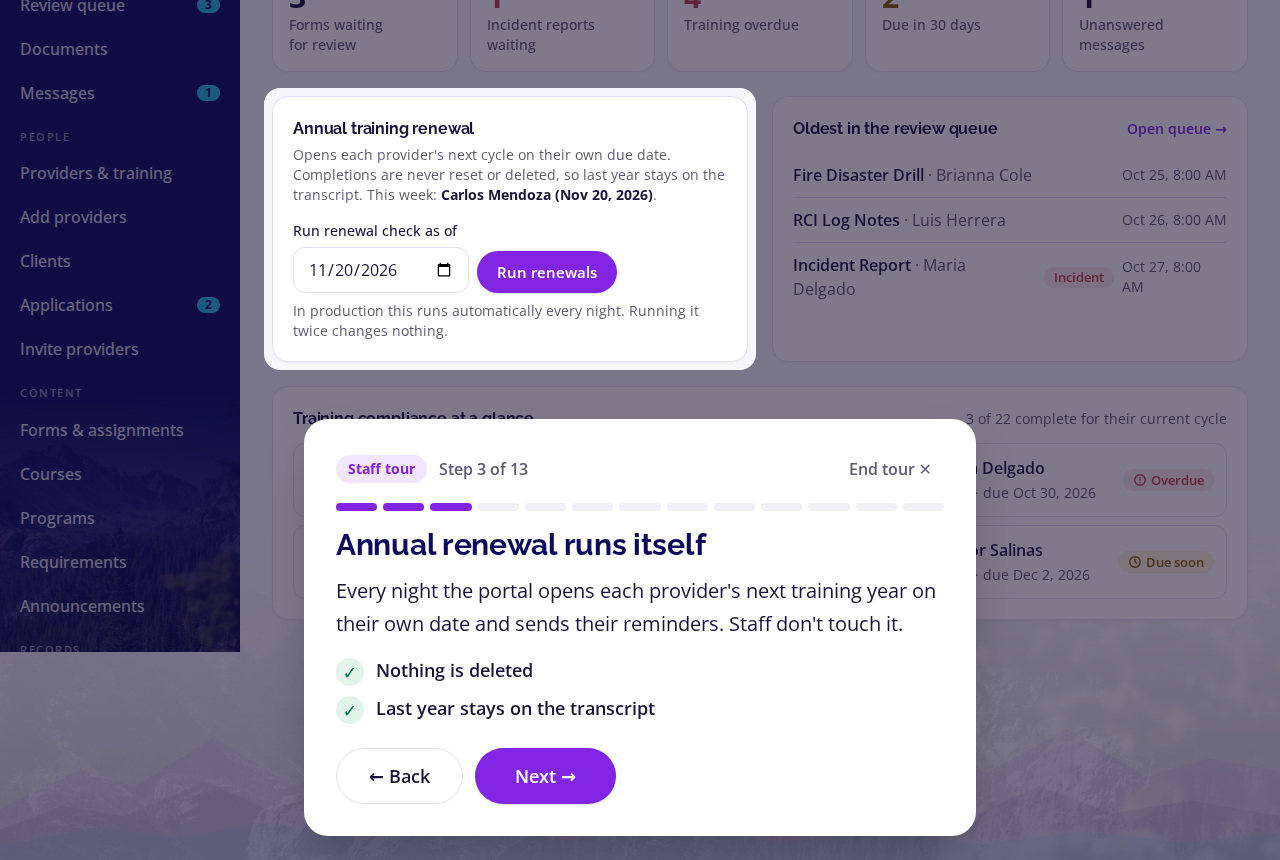 Review queue 3
Documents
Messages 1
PEOPLE
Providers & training
Add providers
Clients
Applications 2
Invite providers
CONTENT
Forms & assignments
Courses
Programs
Requirements
Announcements
RECORDS
Forms waiting
for review
Incident reports
waiting
Training overdue
Due in 30 days
Unanswered
messages
Annual training renewal
Opens each provider's next cycle on their own due date.
Completions are never reset or deleted, so last year stays on the
transcript. This week: Carlos Mendoza (Nov 20, 2026).
Run renewal check as of
11/20/2026
Run renewals
In production this runs automatically every night. Running it
twice changes nothing.
Oldest in the review queue
Open queue →
Fire Disaster Drill · Brianna Cole Oct 25, 8:00 AM
RCI Log Notes · Luis Herrera Oct 26, 8:00 AM
Incident Report · Maria
Delgado
Incident
Oct 27, 8:00
AM
Training compliance at a glance
3 of 22 complete for their current cycle
Delgado
· due Oct 30, 2026
Overdue
Salinas
· due Dec 2, 2026
Due soon
Staff tour
Step 3 of 13
End tour ×
Annual renewal runs itself
Every night the portal opens each provider's next training year on
their own date and sends their reminders. Staff don't touch it.
✓ Nothing is deleted
✓ Last year stays on the transcript
← Back
Next →